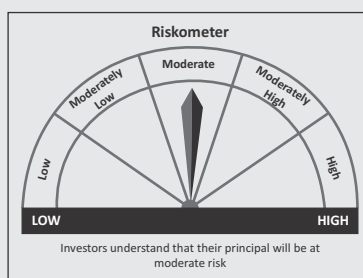 Riskometer
Low
Moderately
Low
Moderate
Moderately
High
High
LOW
HIGH
Investors understand that their principal will be at
moderate risk